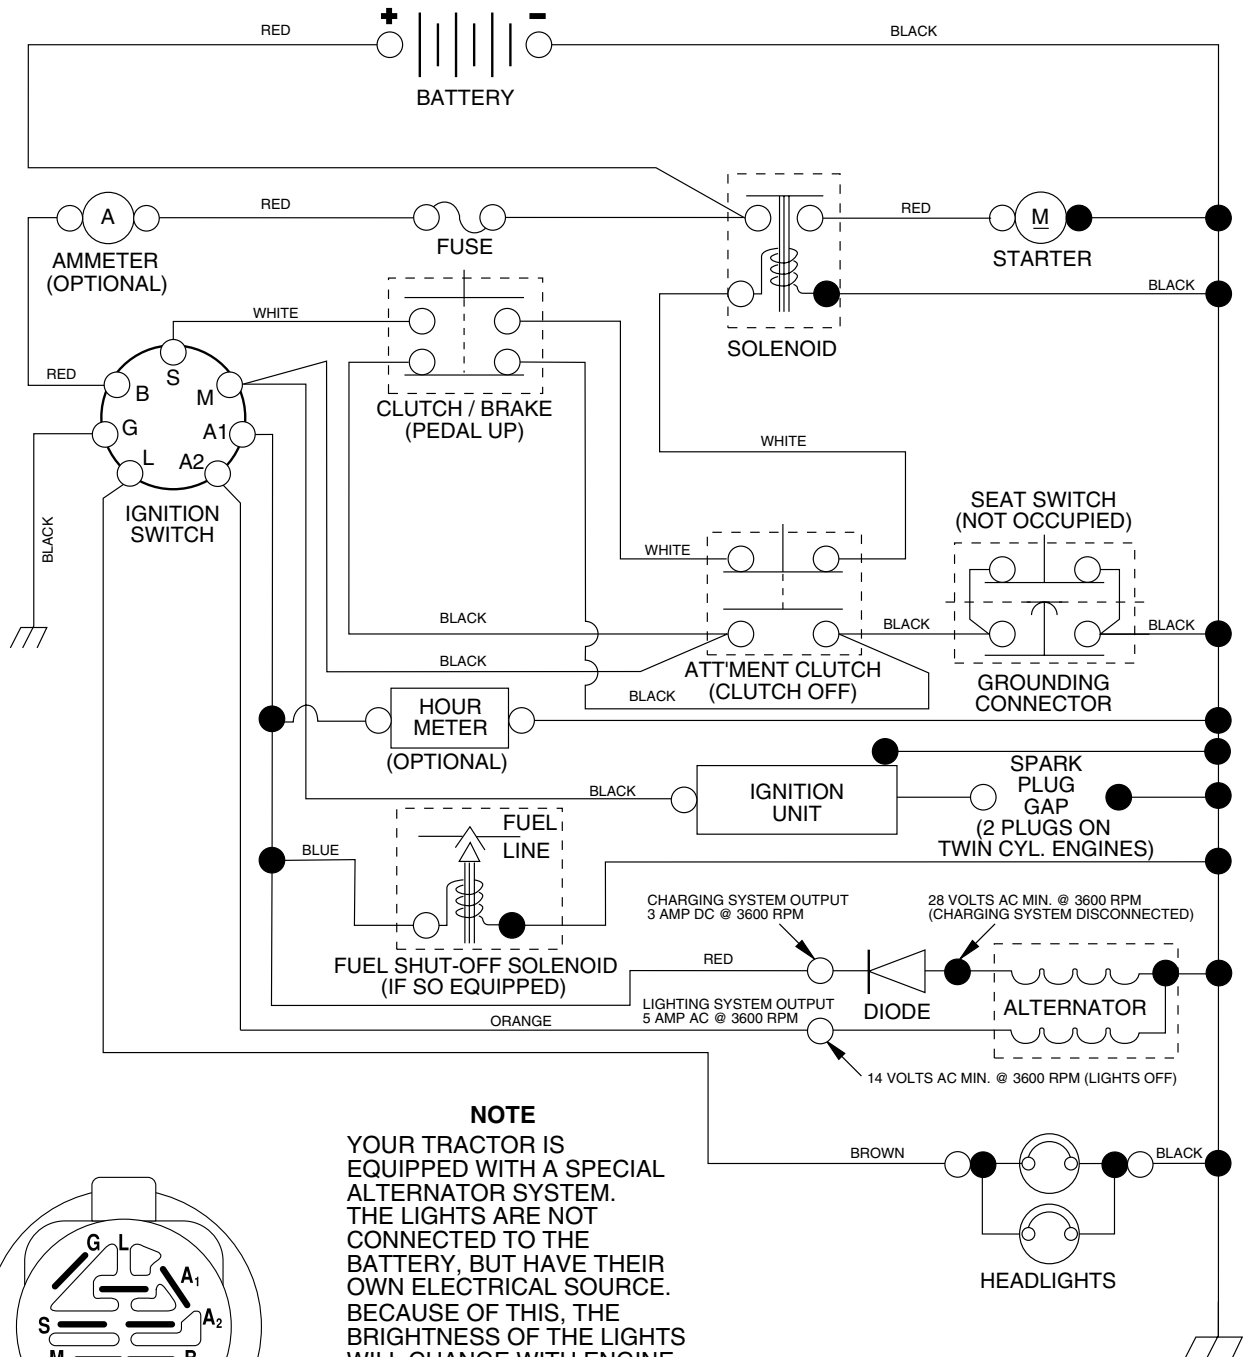 + -
RED
BLACK
BATTERY
A
RED
RED
M
AMMETER
(OPTIONAL)
FUSE
STARTER
WHITE
BLACK
SOLENOID
RED
S
B
M
G
A1
L
A2
CLUTCH / BRAKE
(PEDAL UP)
WHITE
IGNITION
SWITCH
BLACK
SEAT SWITCH
(NOT OCCUPIED)
WHITE
BLACK
BLACK
BLACK
BLACK
ATT'MENT CLUTCH
(CLUTCH OFF)
BLACK
GROUNDING
CONNECTOR
HOUR
METER
(OPTIONAL)
BLACK
IGNITION
UNIT
SPARK
PLUG
GAP
(2 PLUGS ON
TWIN CYL. ENGINES)
FUEL
LINE
BLUE
CHARGING SYSTEM OUTPUT
3 AMP DC @ 3600 RPM
28 VOLTS AC MIN. @ 3600 RPM
(CHARGING SYSTEM DISCONNECTED)
FUEL SHUT-OFF SOLENOID
(IF SO EQUIPPED)
RED
DIODE
ALTERNATOR
LIGHTING SYSTEM OUTPUT
5 AMP AC @ 3600 RPM
ORANGE
14 VOLTS AC MIN. @ 3600 RPM (LIGHTS OFF)
NOTE
YOUR TRACTOR IS
EQUIPPED WITH A SPECIAL
ALTERNATOR SYSTEM.
THE LIGHTS ARE NOT
CONNECTED TO THE
BATTERY, BUT HAVE THEIR
OWN ELECTRICAL SOURCE.
BECAUSE OF THIS, THE
BRIGHTNESS OF THE LIGHTS
WILL CHANGE WITH ENGINE
BROWN
BLACK
HEADLIGHTS
G L
A1
A2
S
M
B